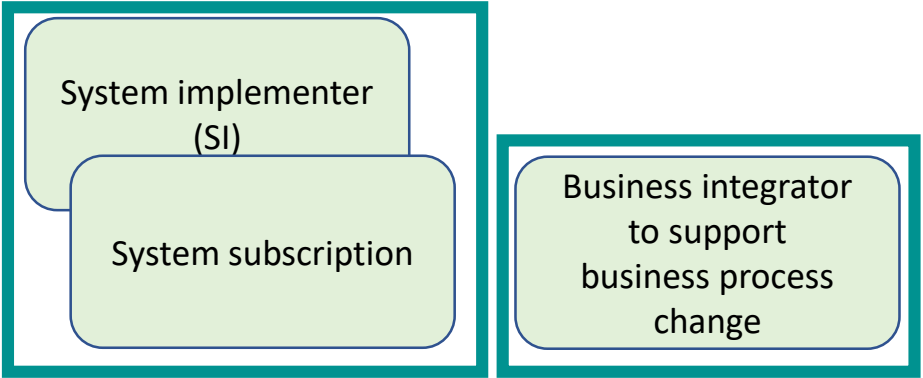 System implementer
(SI)
System subscription
Business integrator
to support
business process
change